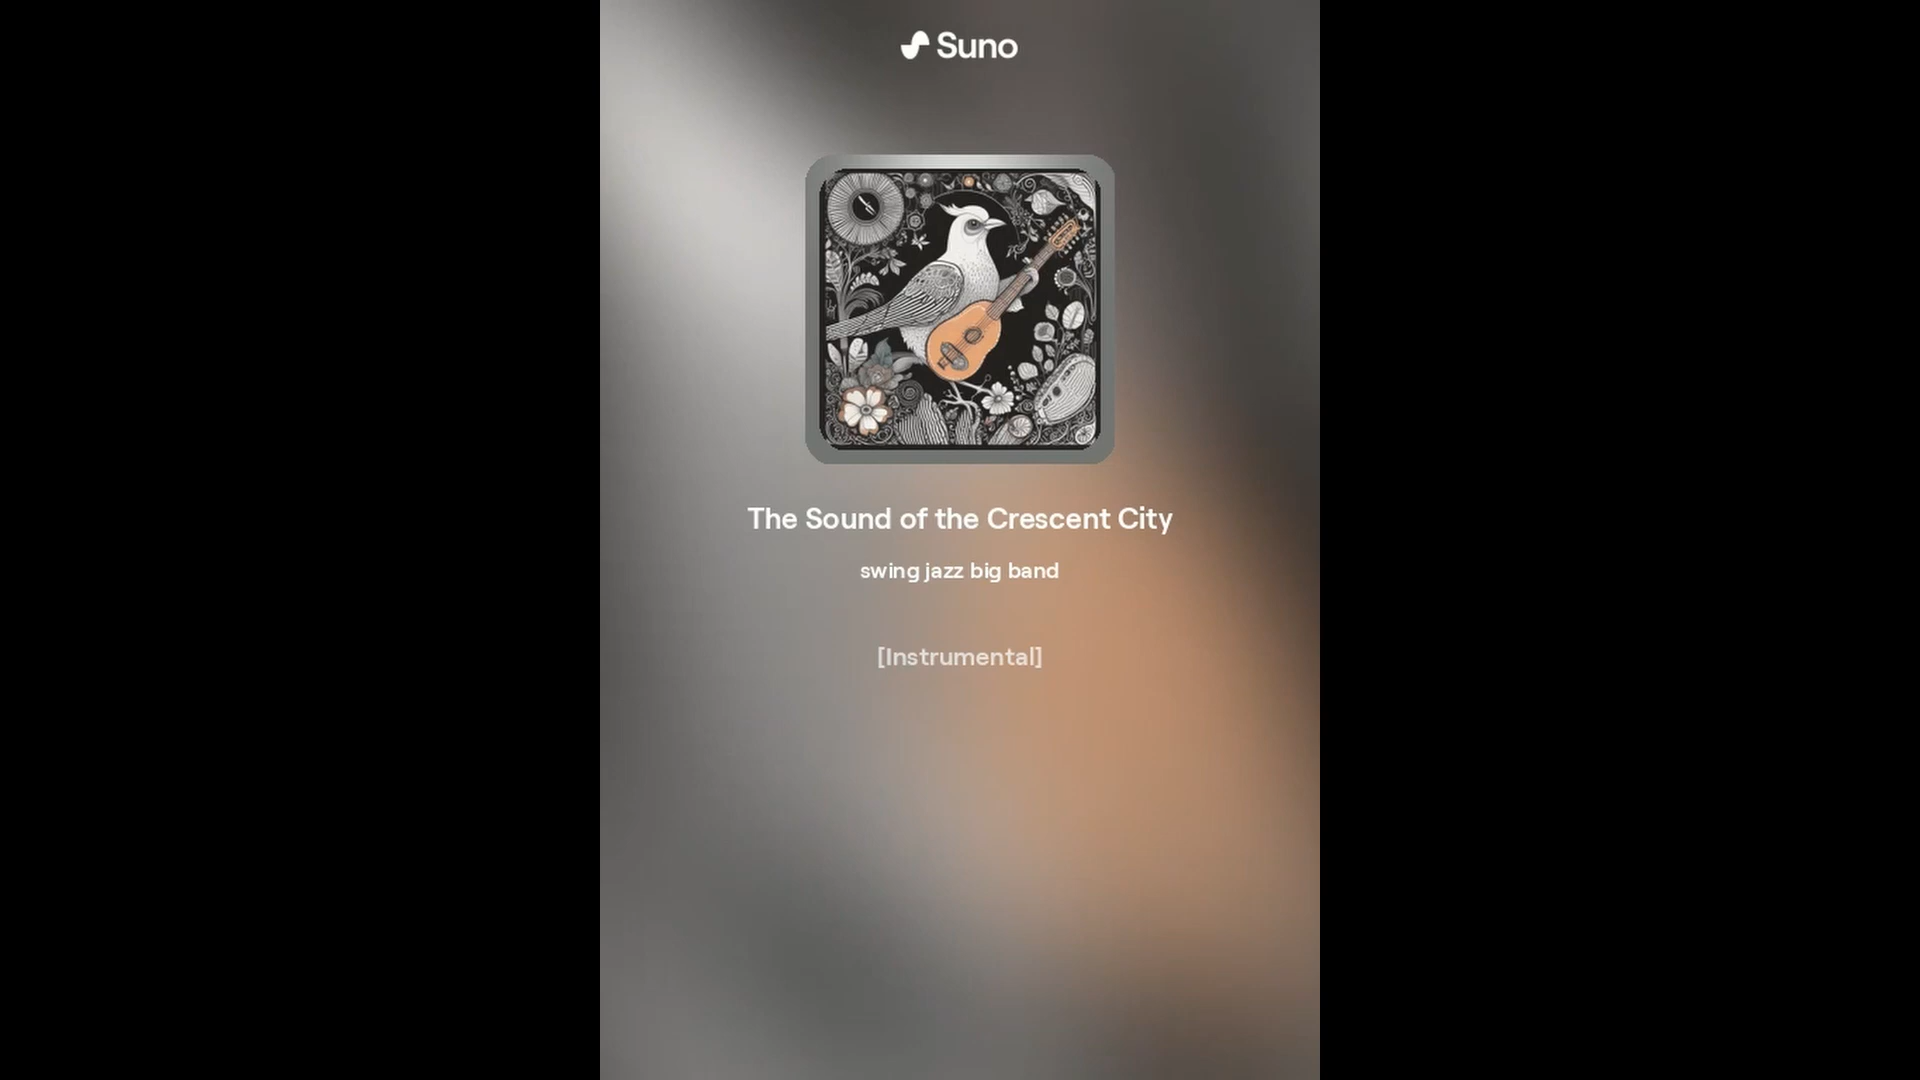 Suno
The Sound of the Crescent City
swing jazz big band
[Instrumental]